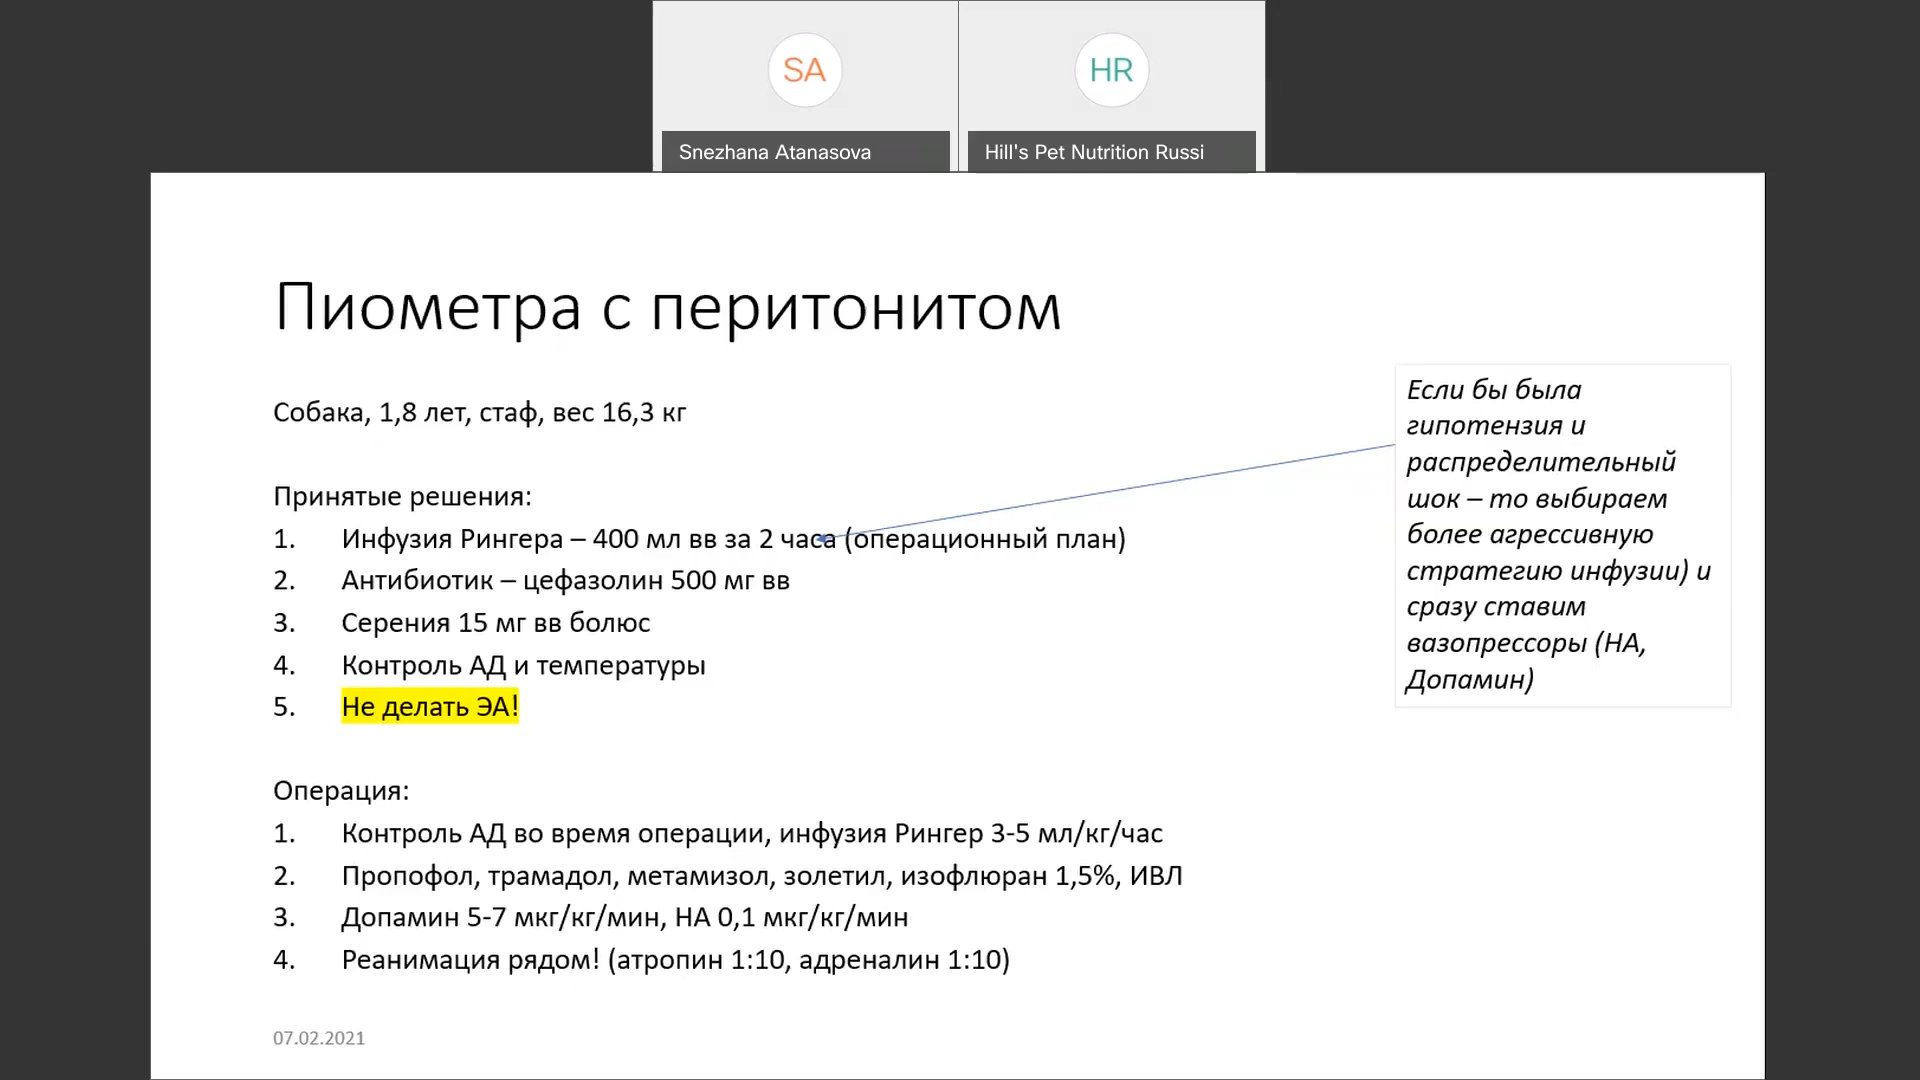 SA
HR
Snezhana Atanasova
Hill's Pet Nutrition Russi
Пиометра с перитонитом
Собака, 1,8 лет, стаф, вес 16,3 кг
Принятые решения:
1. Инфузия Рингера – 400 мл вв за 2 часа (операционный план)
2. Антибиотик – цефазолин 500 мг вв
3. Серения 15 мг вв болюс
4. Контроль АД и температуры
5. Не делать ЭА!
Операция:
1. Контроль АД во время операции, инфузия Рингер 3-5 мл/кг/час
2. Пропофол, трамадол, метамизол, золетил, изофлюран 1,5%, ИВЛ
3. Допамин 5-7 мкг/кг/мин, НА 0,1 мкг/кг/мин
4. Реанимация рядом! (атропин 1:10, адреналин 1:10)
Если бы была
гипотензия и
распределительный
шок – то выбираем
более агрессивную
стратегию инфузии) и
сразу ставим
вазопрессоры (НА,
Допамин)
07.02.2021